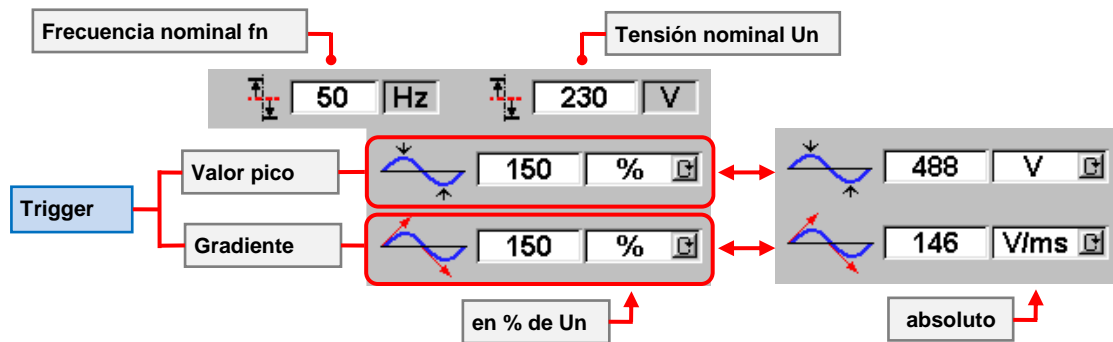 Frecuencia nominal fn
Tensión nominal Un
50 Hz
230 V
Valor pico
150 %
488 V
Trigger
Gradiente
150 %
146 V/ms
en % de Un
absoluto